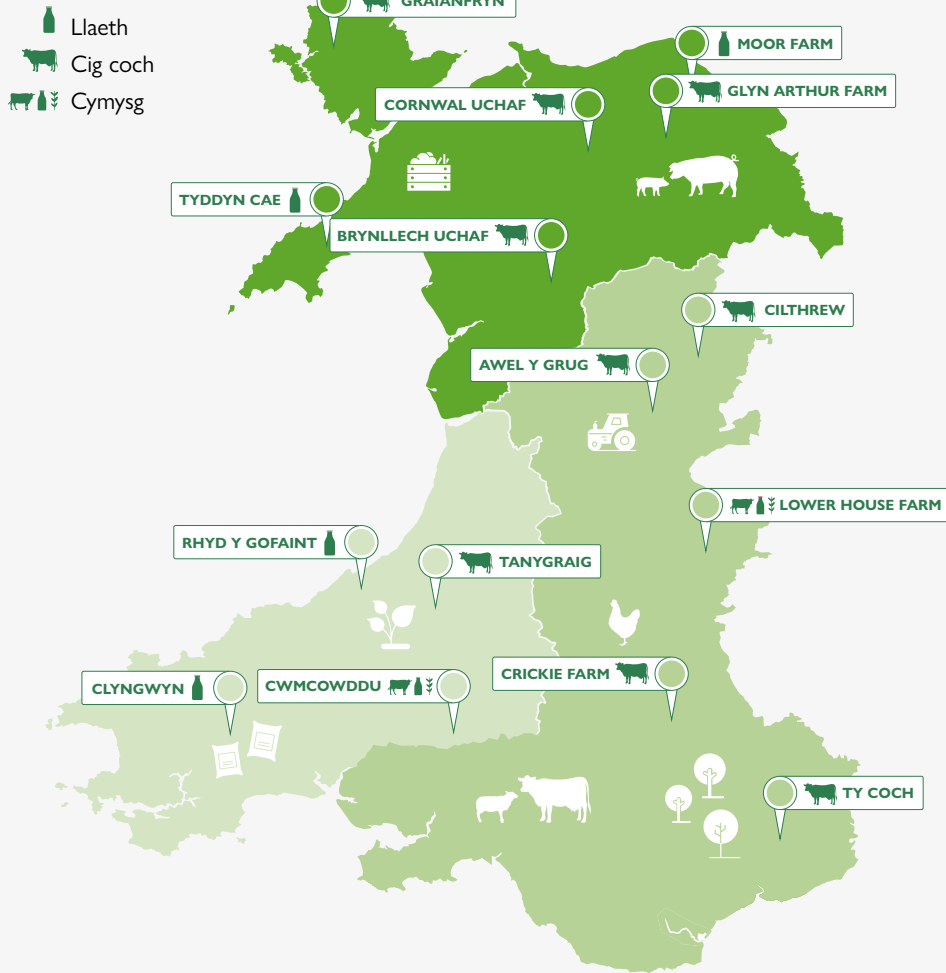 GRAIANFRYN
Llaeth
Cig coch
Cymysg
MOOR FARM
GLYN ARTHUR FARM
CORNWAL UCHAF
TYDDYN CAE
BRYNLLECH UCHAF
CILTHREW
AWEL Y GRUG
LOWER HOUSE FARM
RHYD Y GOFAINT
TANYGRAIG
CRICKIE FARM
CLYNGWYN
CWMCOWDDU
TY COCH